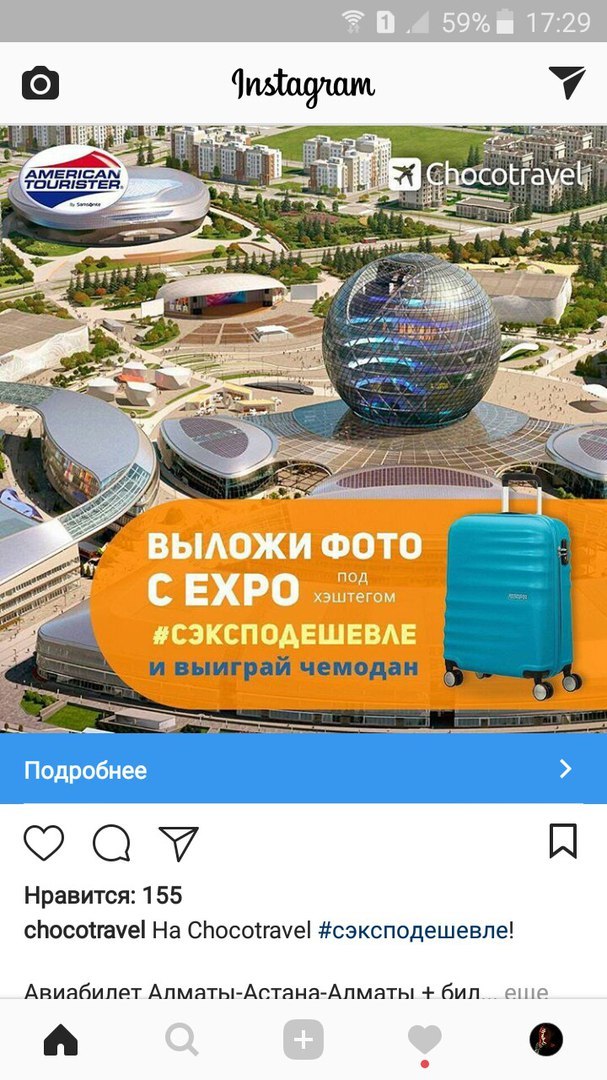 1 59% 17:29
Instagram
AMERICAN
TOURISTER
by Samsonite
Chocotravel
ВЫЛОЖИ ФОТО
С EXPO под
хэштегом
#СЭКСПОДЕШЕВЛЕ
и выиграй чемодан
Подробнее
Нравится: 155
chocotravel На Chocotravel #сэксподешевле!
Авиабилет Алматы-Астана-Алматы + бил... еще